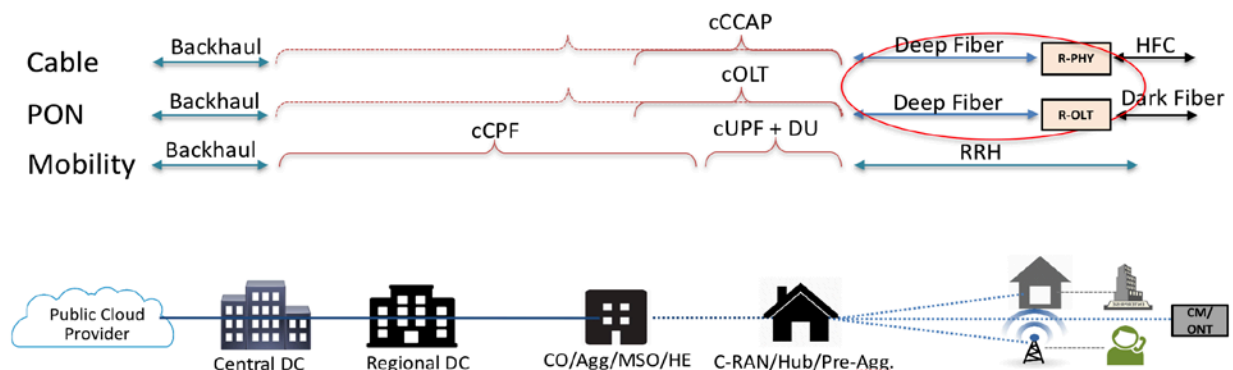 cCCAP
Cable Backhaul Deep Fiber R-PHY HFC
cOLT
PON Backhaul Deep Fiber R-OLT Dark Fiber
cCPF cUPF + DU
Mobility Backhaul RRH
Public Cloud
Provider
CM/
ONT
Central DC Regional DC CO/Agg/MSO/HE C-RAN/Hub/Pre-Agg.